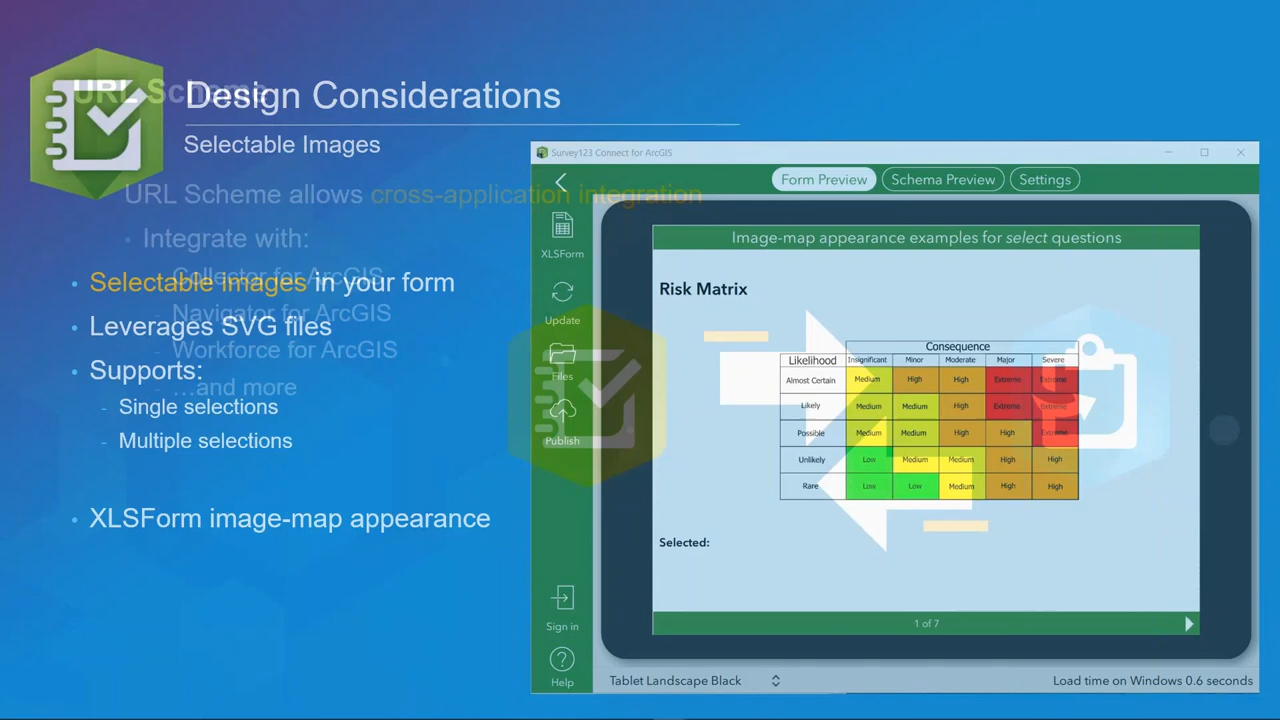 URL Scheme
Design Considerations
Selectable Images
URL Scheme allows cross-application integration
Integrate with:
Collector for ArcGIS
Selectable images in your form
Navigator for ArcGIS
Leverages SVG files
Workforce for ArcGIS
Supports:
...and more
- Single selections
- Multiple selections
XLSForm image-map appearance
Survey123 Connect for ArcGIS
Form Preview Schema Preview Settings
XLSForm
Update
Files
Publish
Sign in
Help
Image-map appearance examples for select questions
Risk Matrix
Consequence
Likelihood Insignificant Minor Moderate Major Severe
Almost Certain Medium High High Extreme Extreme
Likely Medium Medium High Extreme Extreme
Possible Medium Medium High High Extreme
Unlikely Low Medium Medium High High
Rare Low Low Medium High High
Selected:
1 of 7
Tablet Landscape Black
Load time on Windows 0.6 seconds